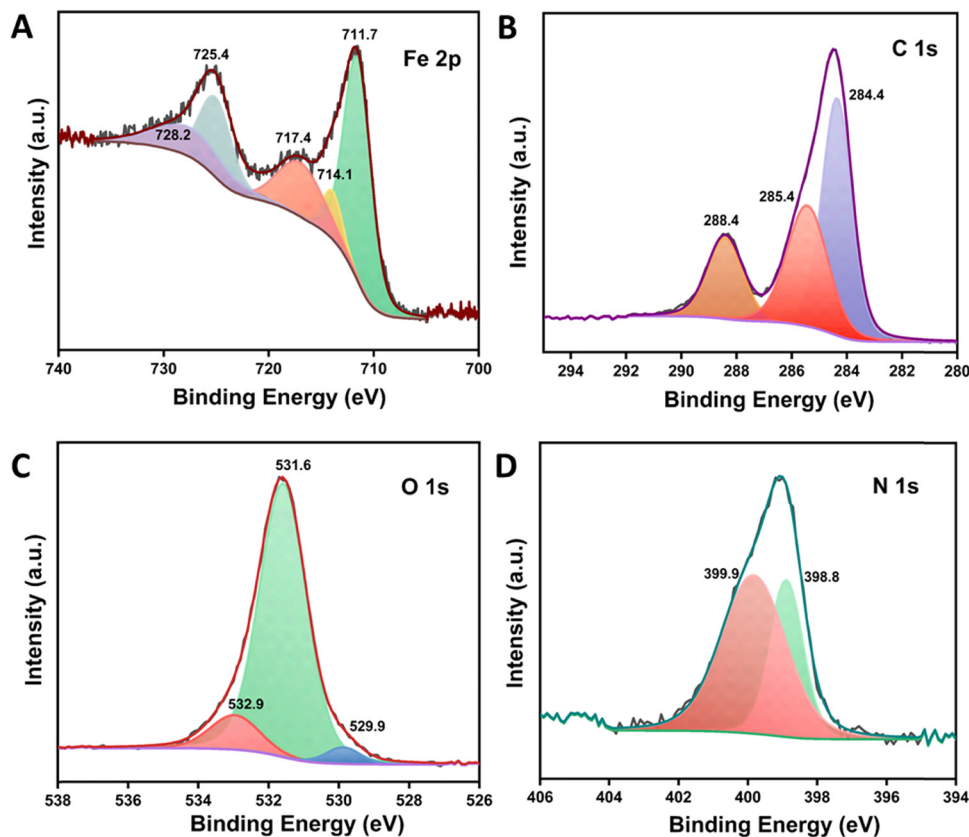 A
Fe 2p
711.7
725.4
717.4
714.1
728.2
Intensity (a.u.)
740 730 720 710 700
Binding Energy (eV)
B
C 1s
284.4
285.4
288.4
Intensity (a.u.)
294 292 290 288 286 284 282 280
Binding Energy (eV)
C
O 1s
531.6
532.9
529.9
Intensity (a.u.)
538 536 534 532 530 528 526
Binding Energy (eV)
D
N 1s
399.9
398.8
Intensity (a.u.)
406 404 402 400 398 396 394
Binding Energy (eV)